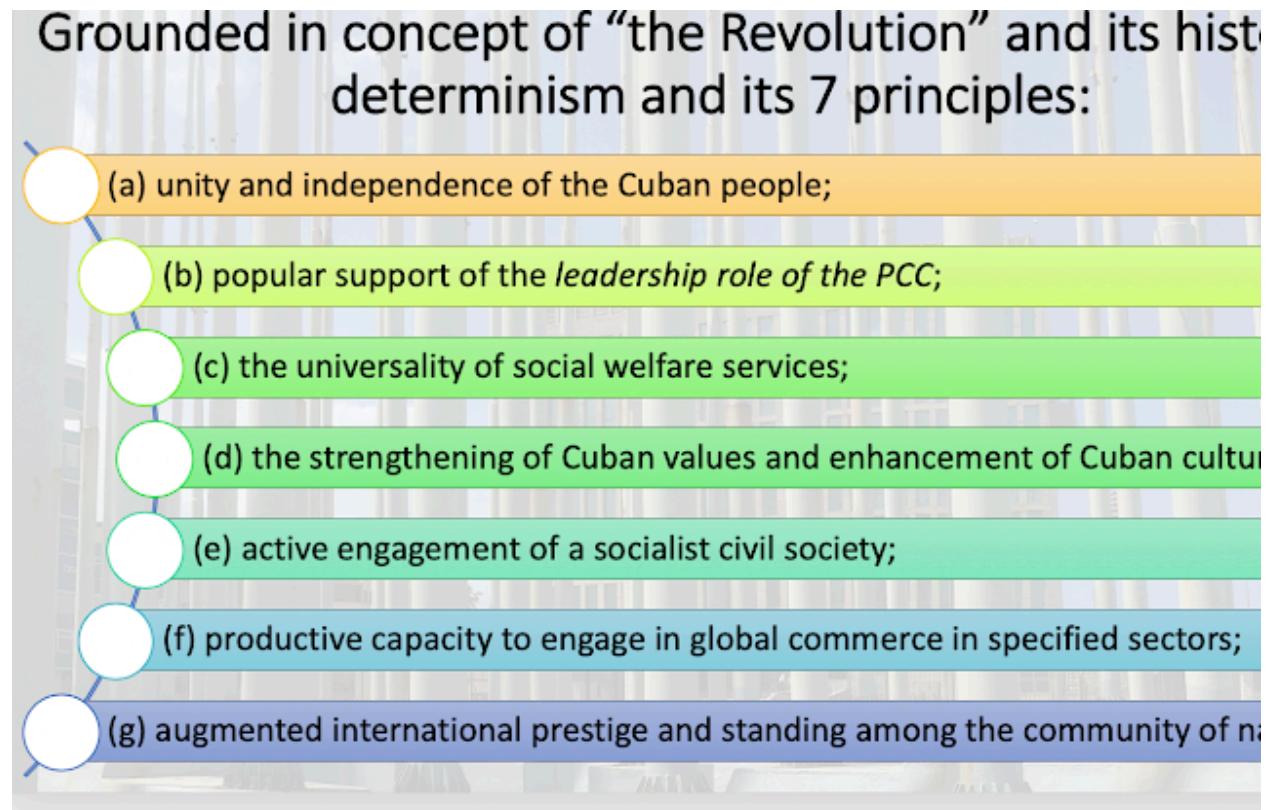 Grounded in concept of “the Revolution” and its
determinism and its 7 principles:
(a) unity and independence of the Cuban people;
(b) popular support of the leadership role of the PCC;
(c) the universality of social welfare services;
(d) the strengthening of Cuban values and enhancement of Cuban
(e) active engagement of a socialist civil society;
(f) productive capacity to engage in global commerce in specified sectors;
(g) augmented international prestige and standing among the community of